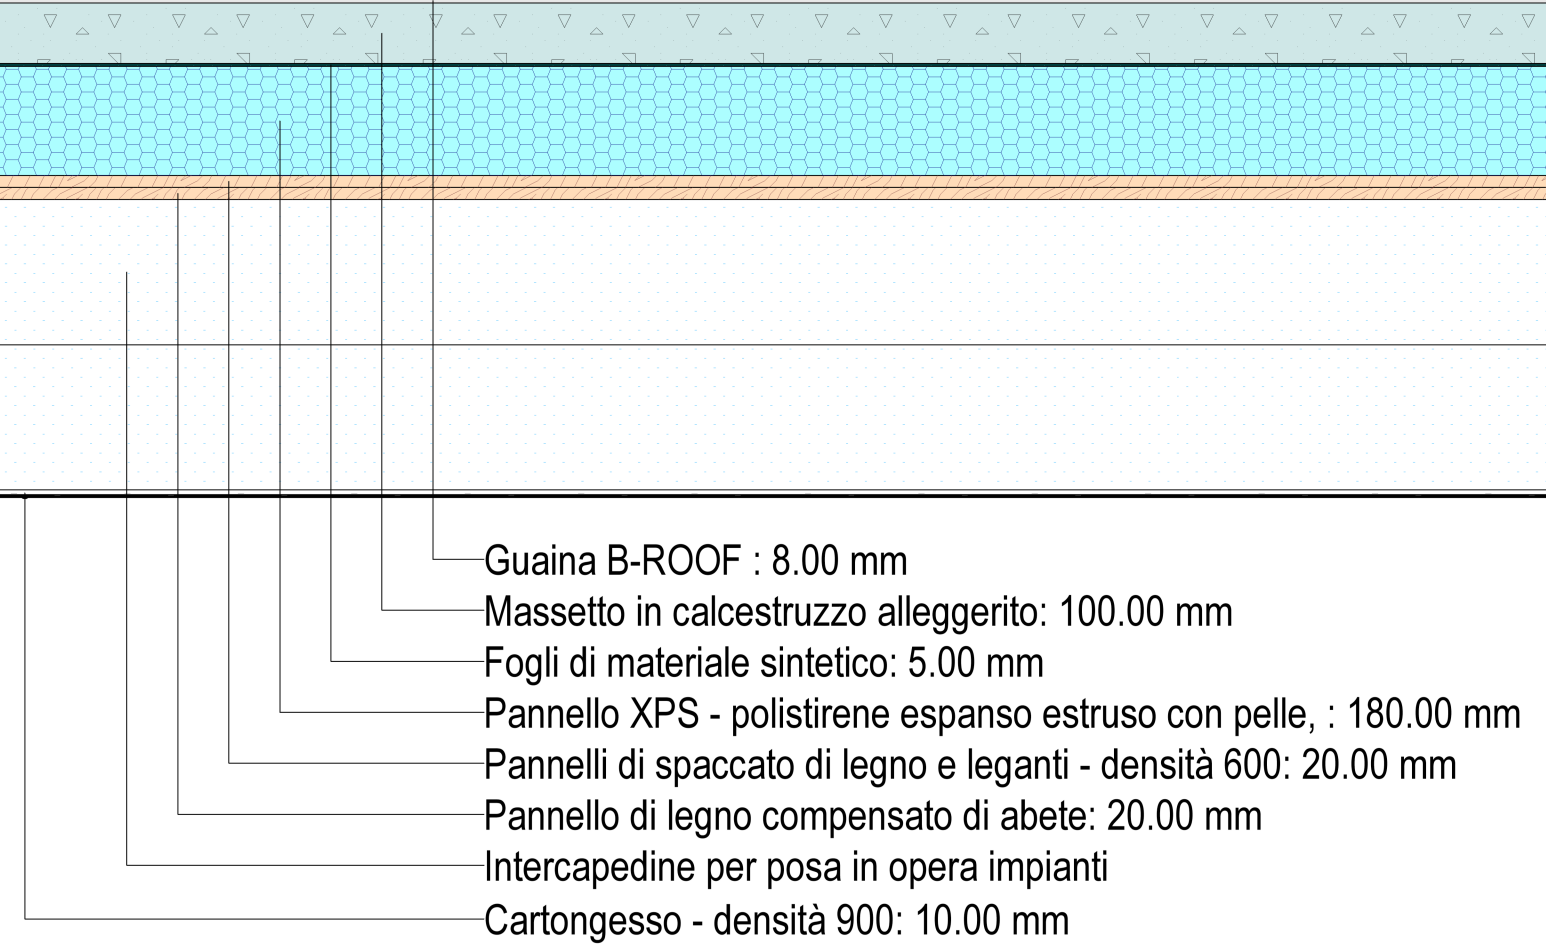 Guaina B-ROOF : 8.00 mm
Massetto in calcestruzzo alleggerito: 100.00 mm
Fogli di materiale sintetico: 5.00 mm
Pannello XPS - polistirene espanso estruso con pelle, : 180.00 mm
Pannelli di spaccato di legno e leganti - densità 600: 20.00 mm
Pannello di legno compensato di abete: 20.00 mm
Intercapedine per posa in opera impianti
Cartongesso - densità 900: 10.00 mm